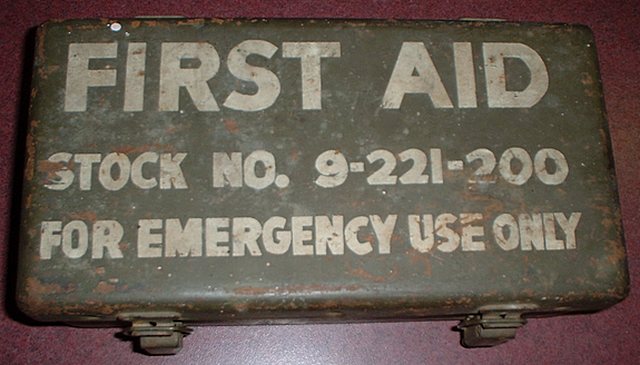 FIRST AID
STOCK NO. 9-221-200
FOR EMERGENCY USE ONLY